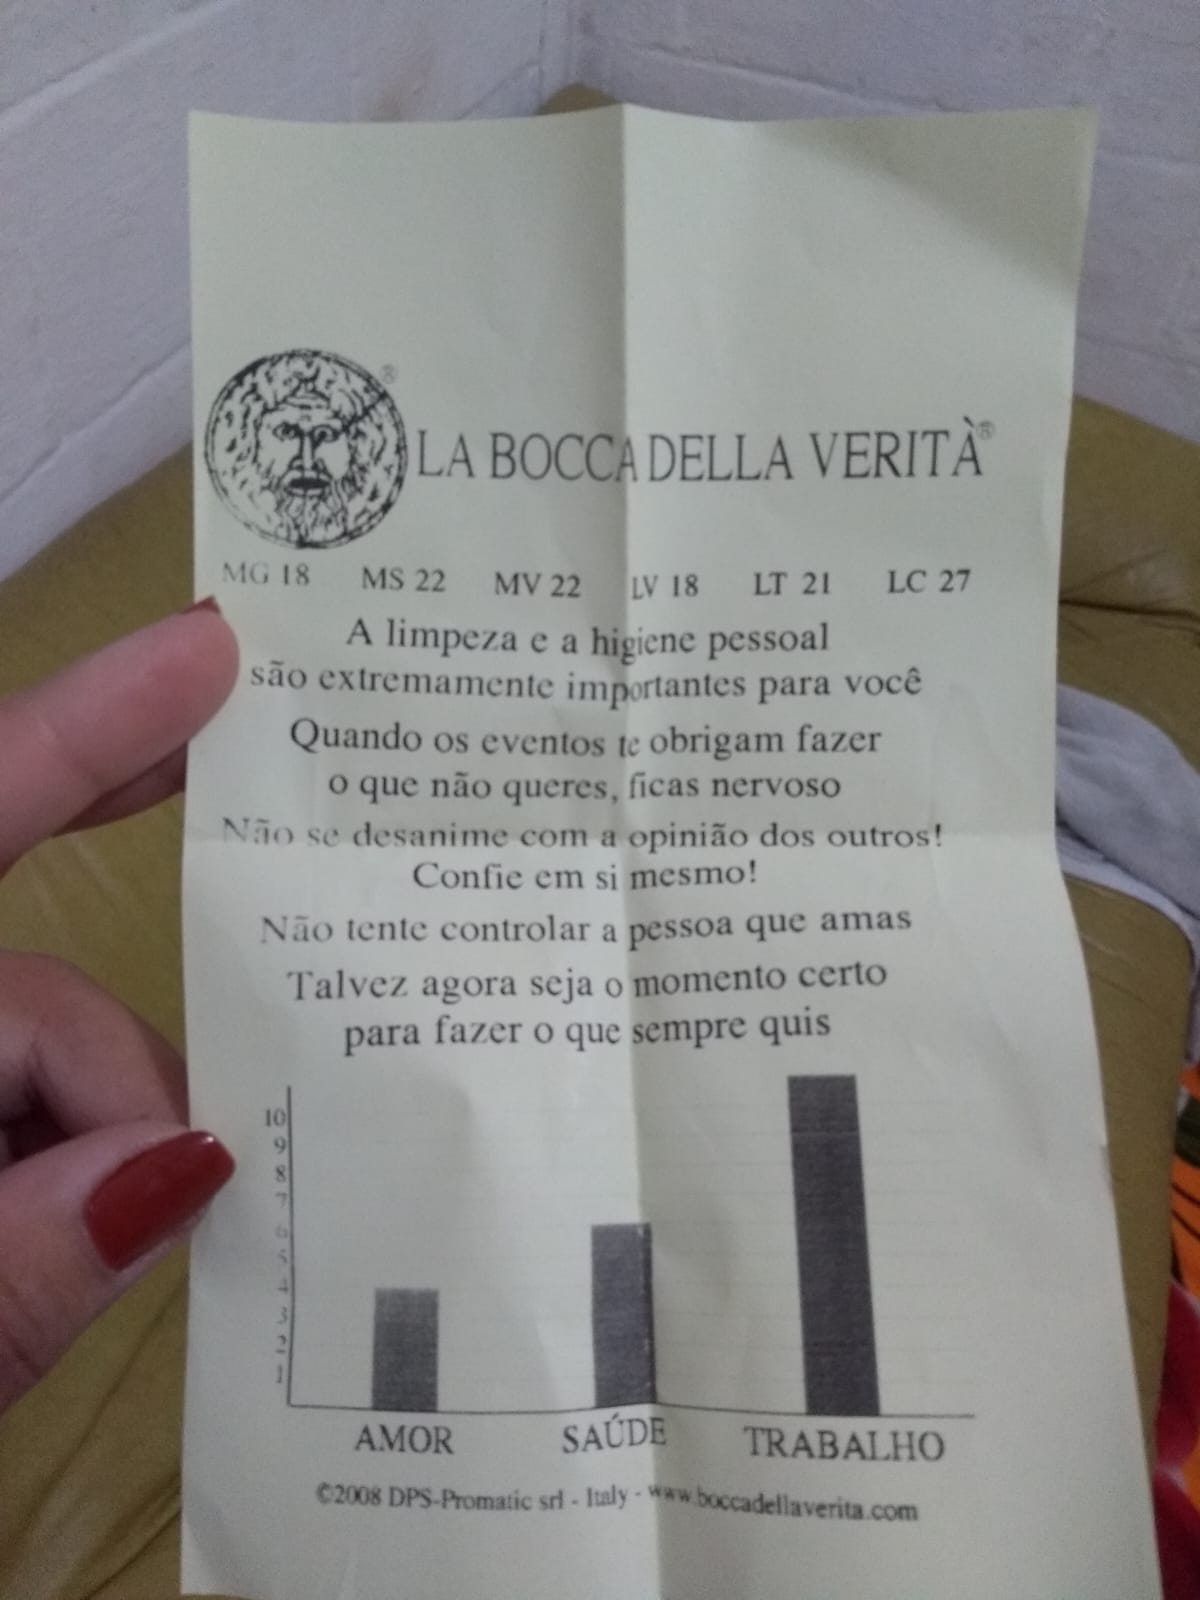 ®
LA BOCCA DELLA VERITÀ®
MG 18 MS 22 MV 22 LV 18 LT 21 LC 27
A limpeza e a higiene pessoal
são extremamente importantes para você
Quando os eventos te obrigam fazer
o que não queres, ficas nervoso
Não se desanime com a opinião dos outros!
Confie em si mesmo!
Não tente controlar a pessoa que amas
Talvez agora seja o momento certo
para fazer o que sempre quis
10
9
8
7
6
5
4
3
2
1
AMOR SAÚDE TRABALHO
©2008 DPS-Promatic srl - Italy - www.boccadellaverita.com